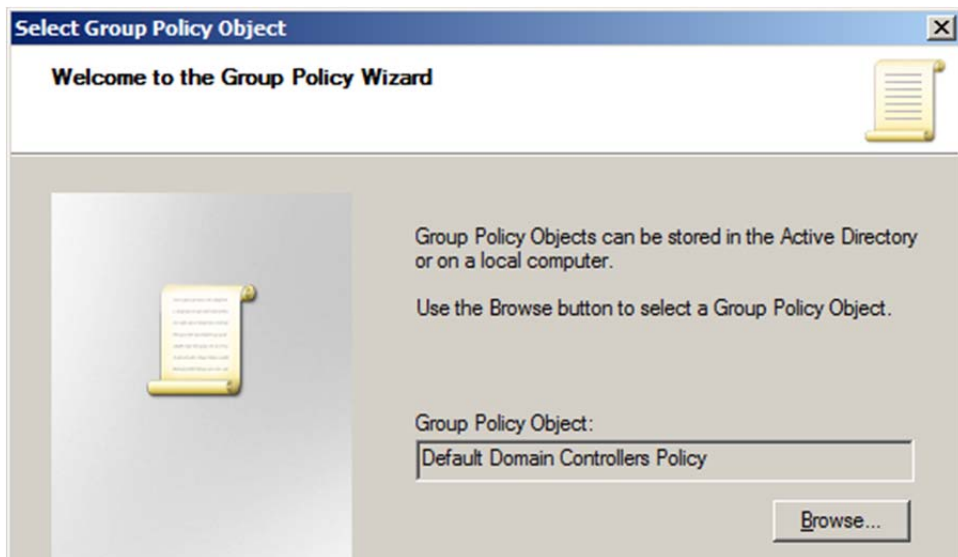 Select Group Policy Object
Welcome to the Group Policy Wizard
Group Policy Objects can be stored in the Active Directory
or on a local computer.
Use the Browse button to select a Group Policy Object.
Group Policy Object:
Default Domain Controllers Policy
Browse...